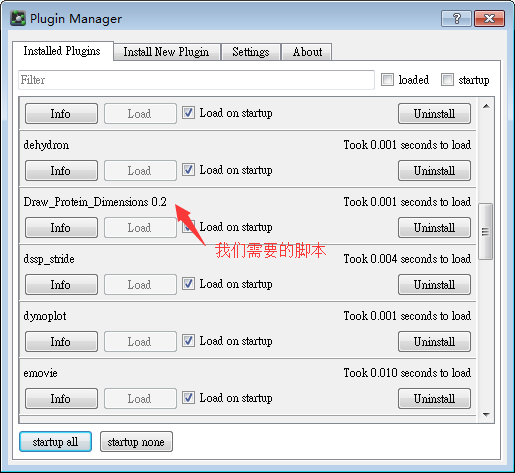 Plugin Manager
Installed Plugins Install New Plugin Settings About
Filter loaded startup
Info Load Load on startup Uninstall
dehydron Took 0.001 seconds to load
Info Load Load on startup Uninstall
Draw_Protein_Dimensions 0.2 Took 0.001 seconds to load
Info Load Load on startup Uninstall
我们需要的脚本
dssp_stride Took 0.004 seconds to load
Info Load Load on startup Uninstall
dynoplot Took 0.001 seconds to load
Info Load Load on startup Uninstall
emovie Took 0.010 seconds to load
Info Load Load on startup Uninstall
startup all startup none